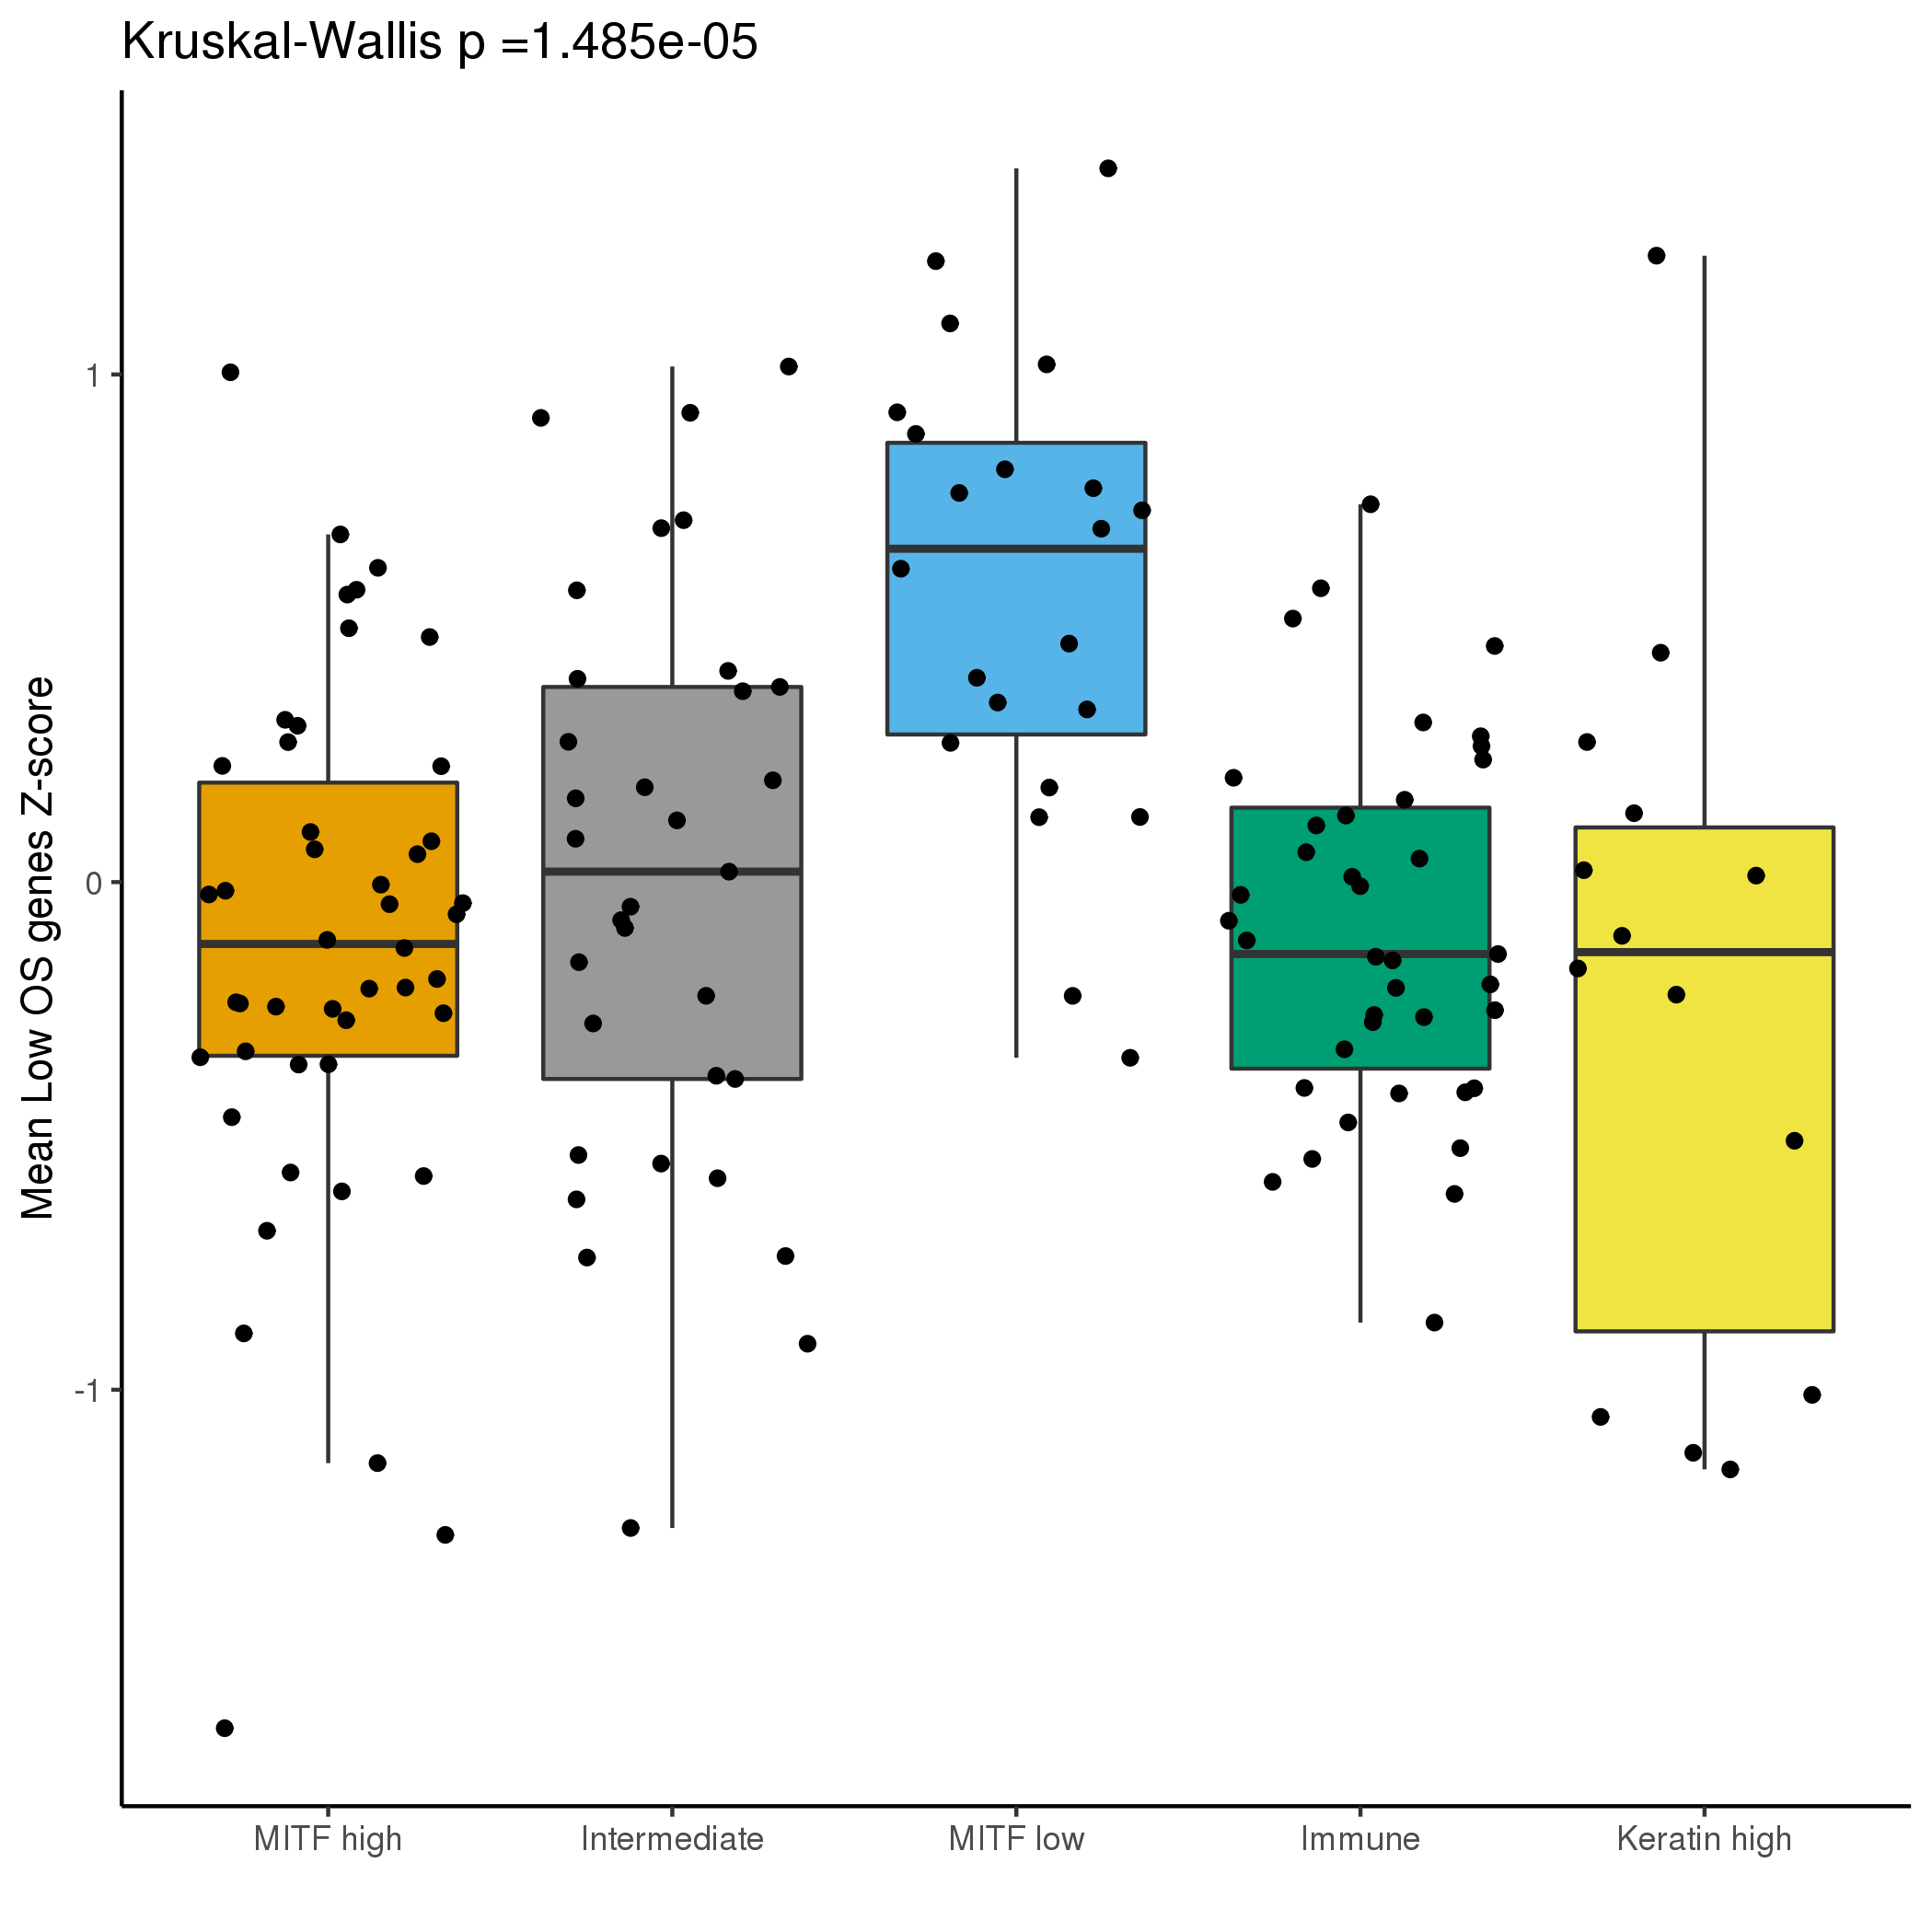 Kruskal-Wallis p =1.485e-05
Mean Low OS genes Z-score
1
0
-1
MITF high
Intermediate
MITF low
Immune
Keratin high